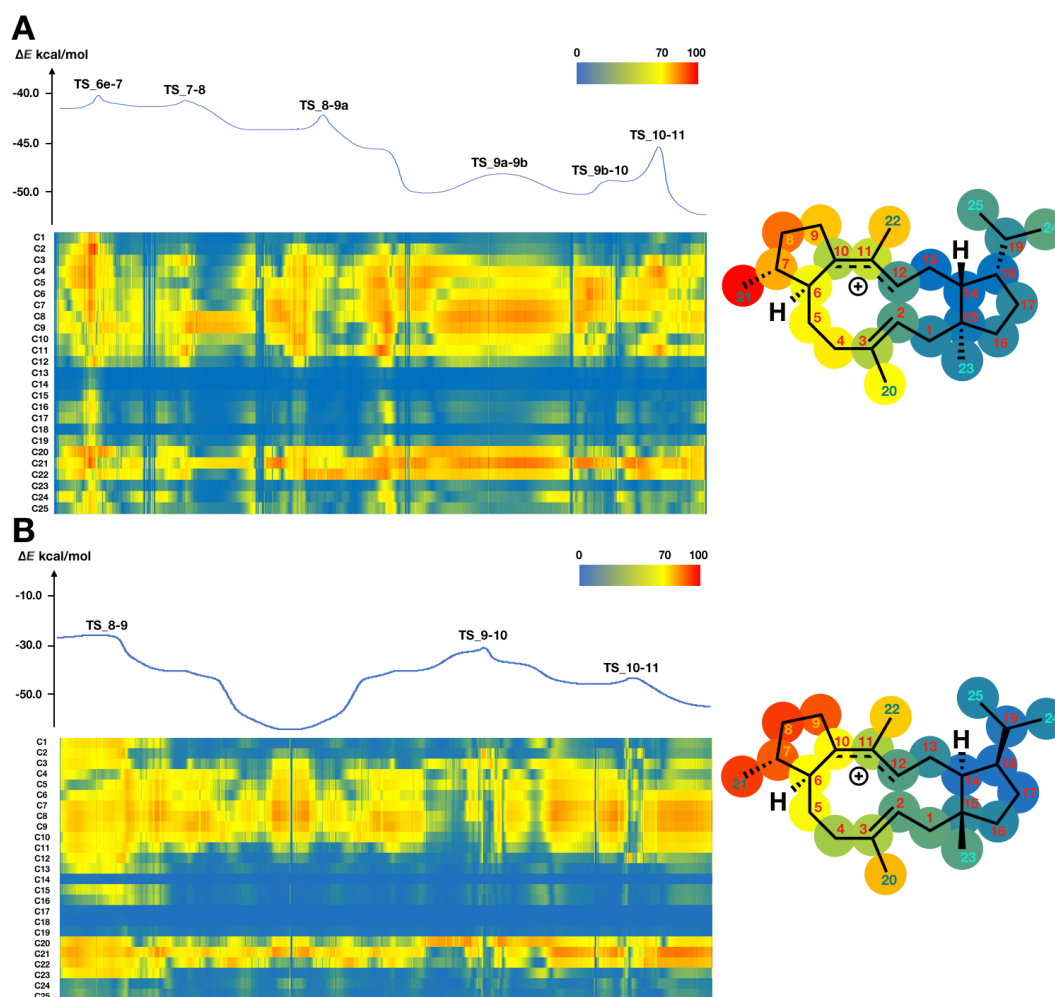 A
ΔE kcal/mol
0 70 100
-40.0
-45.0
-50.0
TS_6e-7
TS_7-8
TS_8-9a
TS_9a-9b
TS_9b-10
TS_10-11
C1
C2
C3
C4
C5
C6
C7
C8
C9
C10
C11
C12
C13
C14
C15
C16
C17
C18
C19
C20
C21
C22
C23
C24
C25
25
24
22
19
8
9
H
10
11
13
18
7
12
21
6
+
14
17
H
2
15
5
16
1
4
3
23
20
B
ΔE kcal/mol
0 70 100
-10.0
-30.0
-50.0
TS_8-9
TS_9-10
TS_10-11
C1
C2
C3
C4
C5
C6
C7
C8
C9
C10
C11
C12
C13
C14
C15
C16
C17
C18
C19
C20
C21
C22
C23
C24
C25
25
24
22
19
8
9
H
10
11
13
18
7
12
21
6
+
14
17
H
2
15
5
16
1
4
3
23
20